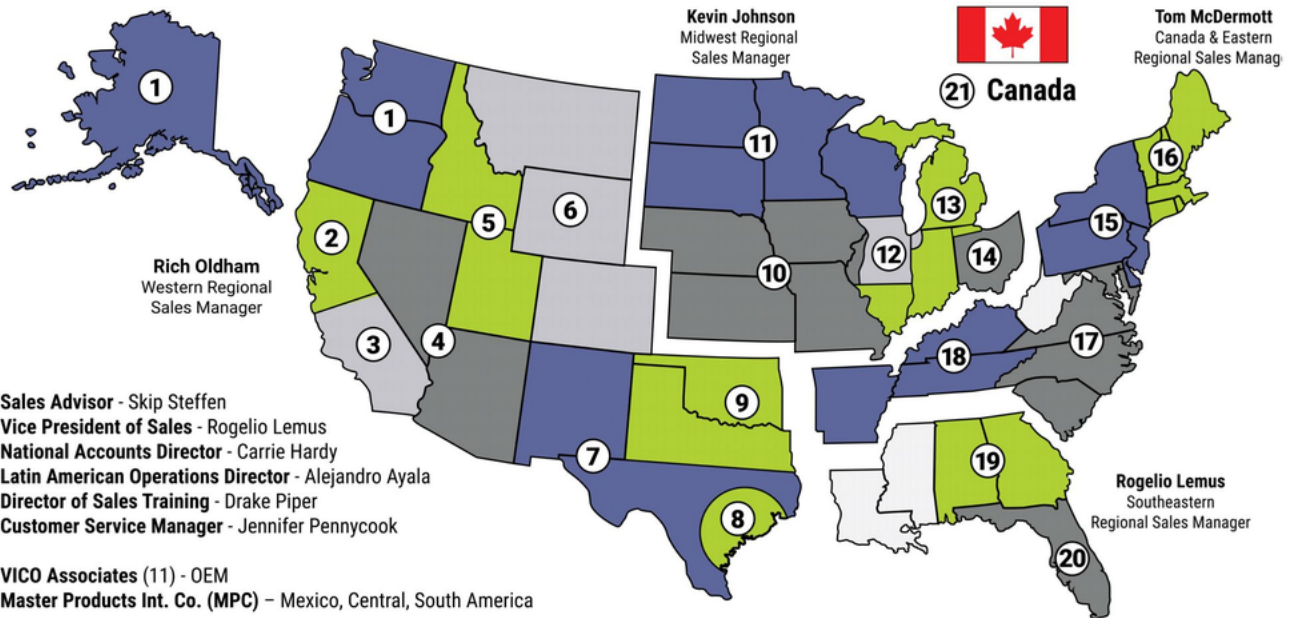 Kevin Johnson
Midwest Regional
Sales Manager
Tom McDermott
Canada & Eastern
Regional Sales Manag
21 Canada
1
1
2
3
4
5
6
7
8
9
10
11
12
13
14
15
16
17
18
19
20
Rich Oldham
Western Regional
Sales Manager
Sales Advisor - Skip Steffen
Vice President of Sales - Rogelio Lemus
National Accounts Director - Carrie Hardy
Latin American Operations Director - Alejandro Ayala
Director of Sales Training - Drake Piper
Customer Service Manager - Jennifer Pennycook
VICO Associates (11) - OEM
Master Products Int. Co. (MPC) – Mexico, Central, South America
Rogelio Lemus
Southeastern
Regional Sales Manager